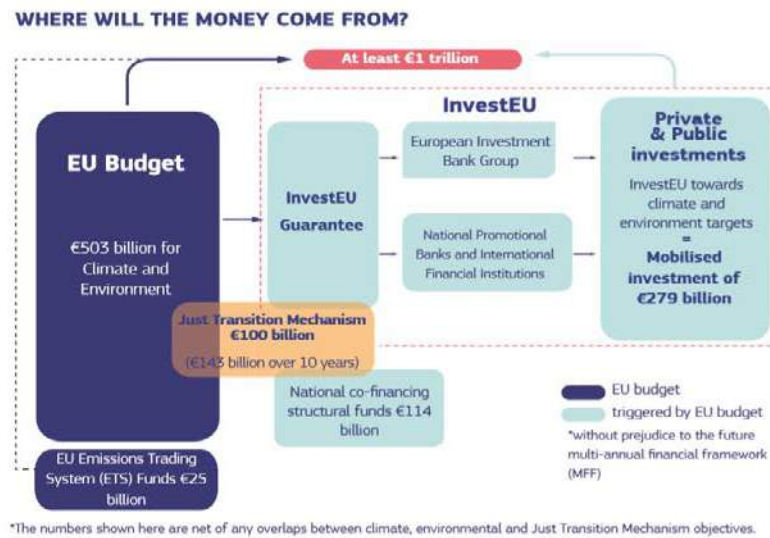 WHERE WILL THE MONEY COME FROM?
At least €1 trillion
EU Budget
€503 billion for
Climate and
Environment
InvestEU
InvestEU
Guarantee
European Investment
Bank Group
National Promotional
Banks and International
Financial Institutions
Private
& Public
investments
InvestEU towards
climate and
environment targets
=
Mobilised
investment of
€279 billion
Just Transition Mechanism
€100 billion
(€143 billion over 10 years)
National co-financing
structural funds €114
billion
EU Emissions Trading
System (ETS) Funds €25
billion
EU budget
triggered by EU budget
*without prejudice to the future
multi-annual financial framework
(MFF)
*The numbers shown here are net of any overlaps between climate, environmental and Just Transition Mechanism objectives.